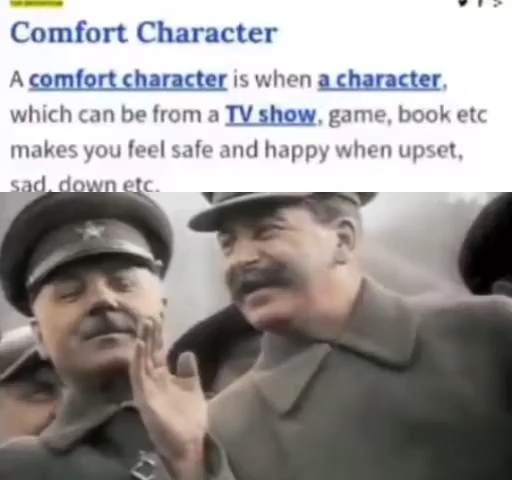 Comfort Character
A comfort character is when a character,
which can be from a TV show, game, book etc
makes you feel safe and happy when upset,
sad, down etc.